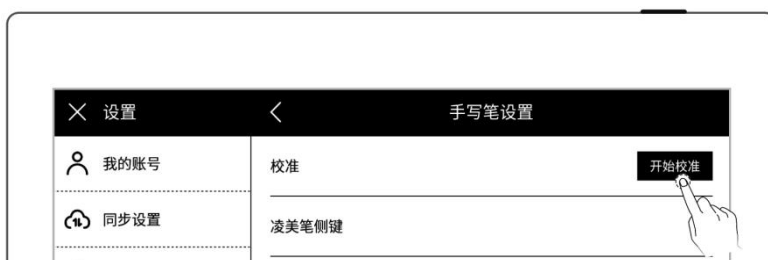 设置
手写笔设置
我的账号
校准
开始校准
同步设置
凌美笔侧键